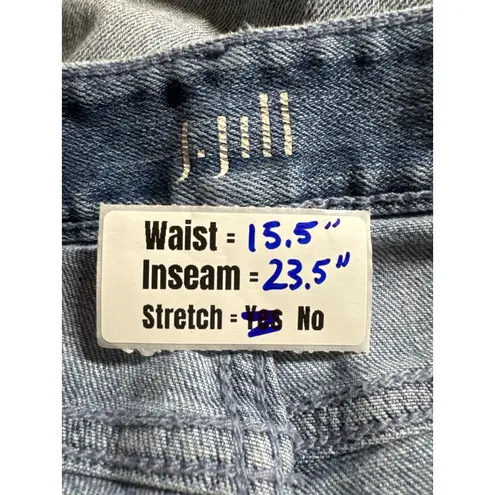 J.Jill
Waist = 15.5"
Inseam = 23.5"
Stretch = Yes No